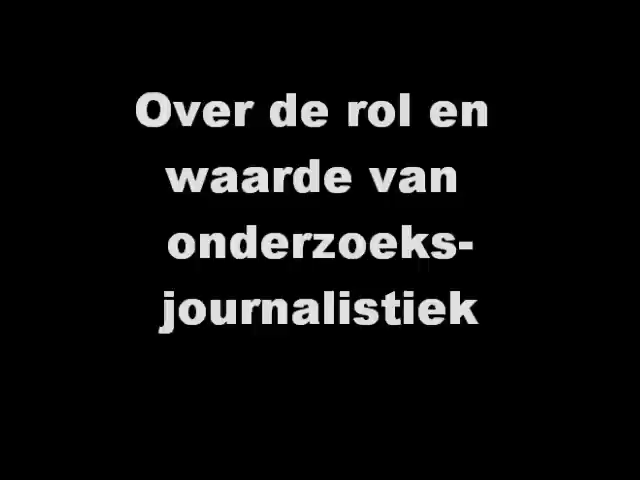 Over de rol en
waarde van
onderzoeks-
journalistiek